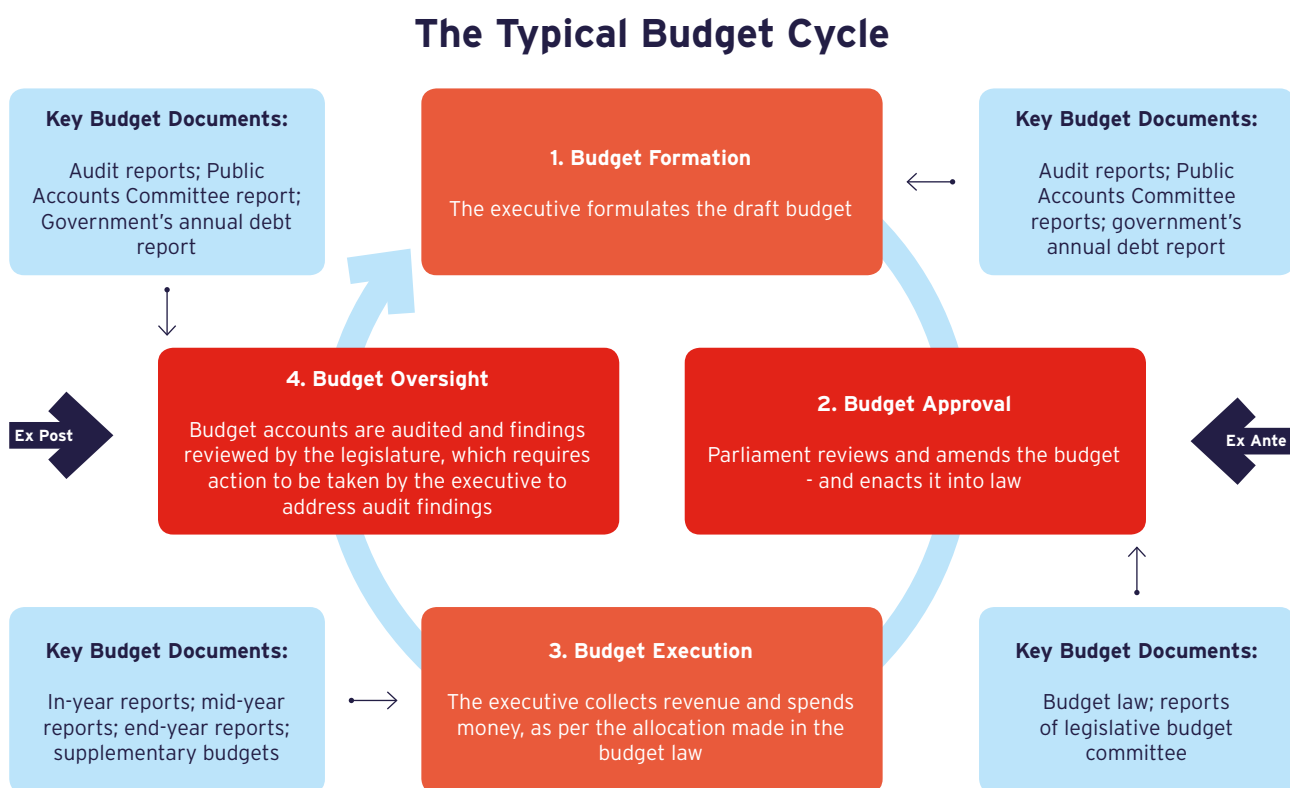 The Typical Budget Cycle
Key Budget Documents:
Audit reports; Public
Accounts Committee report;
Government’s annual debt
report
1. Budget Formation
The executive formulates the draft budget
Key Budget Documents:
Audit reports; Public
Accounts Committee
reports; government’s
annual debt report
Ex Post
4. Budget Oversight
Budget accounts are audited and findings
reviewed by the legislature, which requires
action to be taken by the executive to
address audit findings
2. Budget Approval
Parliament reviews and amends the budget
- and enacts it into law
Ex Ante
Key Budget Documents:
In-year reports; mid-year
reports; end-year reports;
supplementary budgets
3. Budget Execution
The executive collects revenue and spends
money, as per the allocation made in the
budget law
Key Budget Documents:
Budget law; reports
of legislative budget
committee